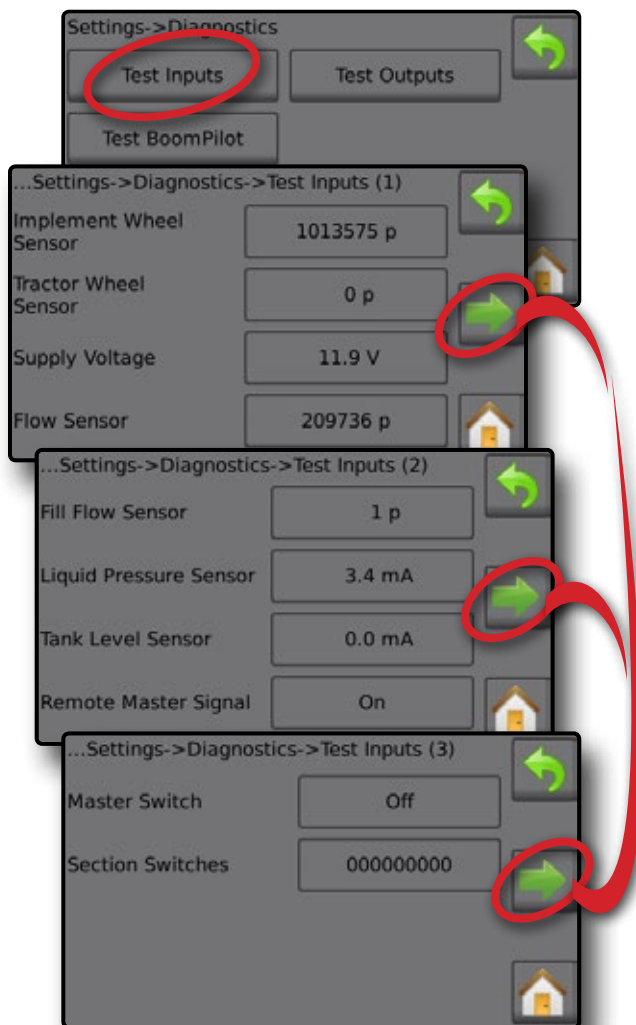 Settings->Diagnostics
Test Inputs
Test Outputs
Test BoomPilot
...Settings->Diagnostics->Test Inputs (1)
Implement Wheel
Sensor
1013575 p
Tractor Wheel
Sensor
0 p
Supply Voltage
11.9 V
Flow Sensor
209736 p
...Settings->Diagnostics->Test Inputs (2)
Fill Flow Sensor
1 p
Liquid Pressure Sensor
3.4 mA
Tank Level Sensor
0.0 mA
Remote Master Signal
On
...Settings->Diagnostics->Test Inputs (3)
Master Switch
Off
Section Switches
000000000